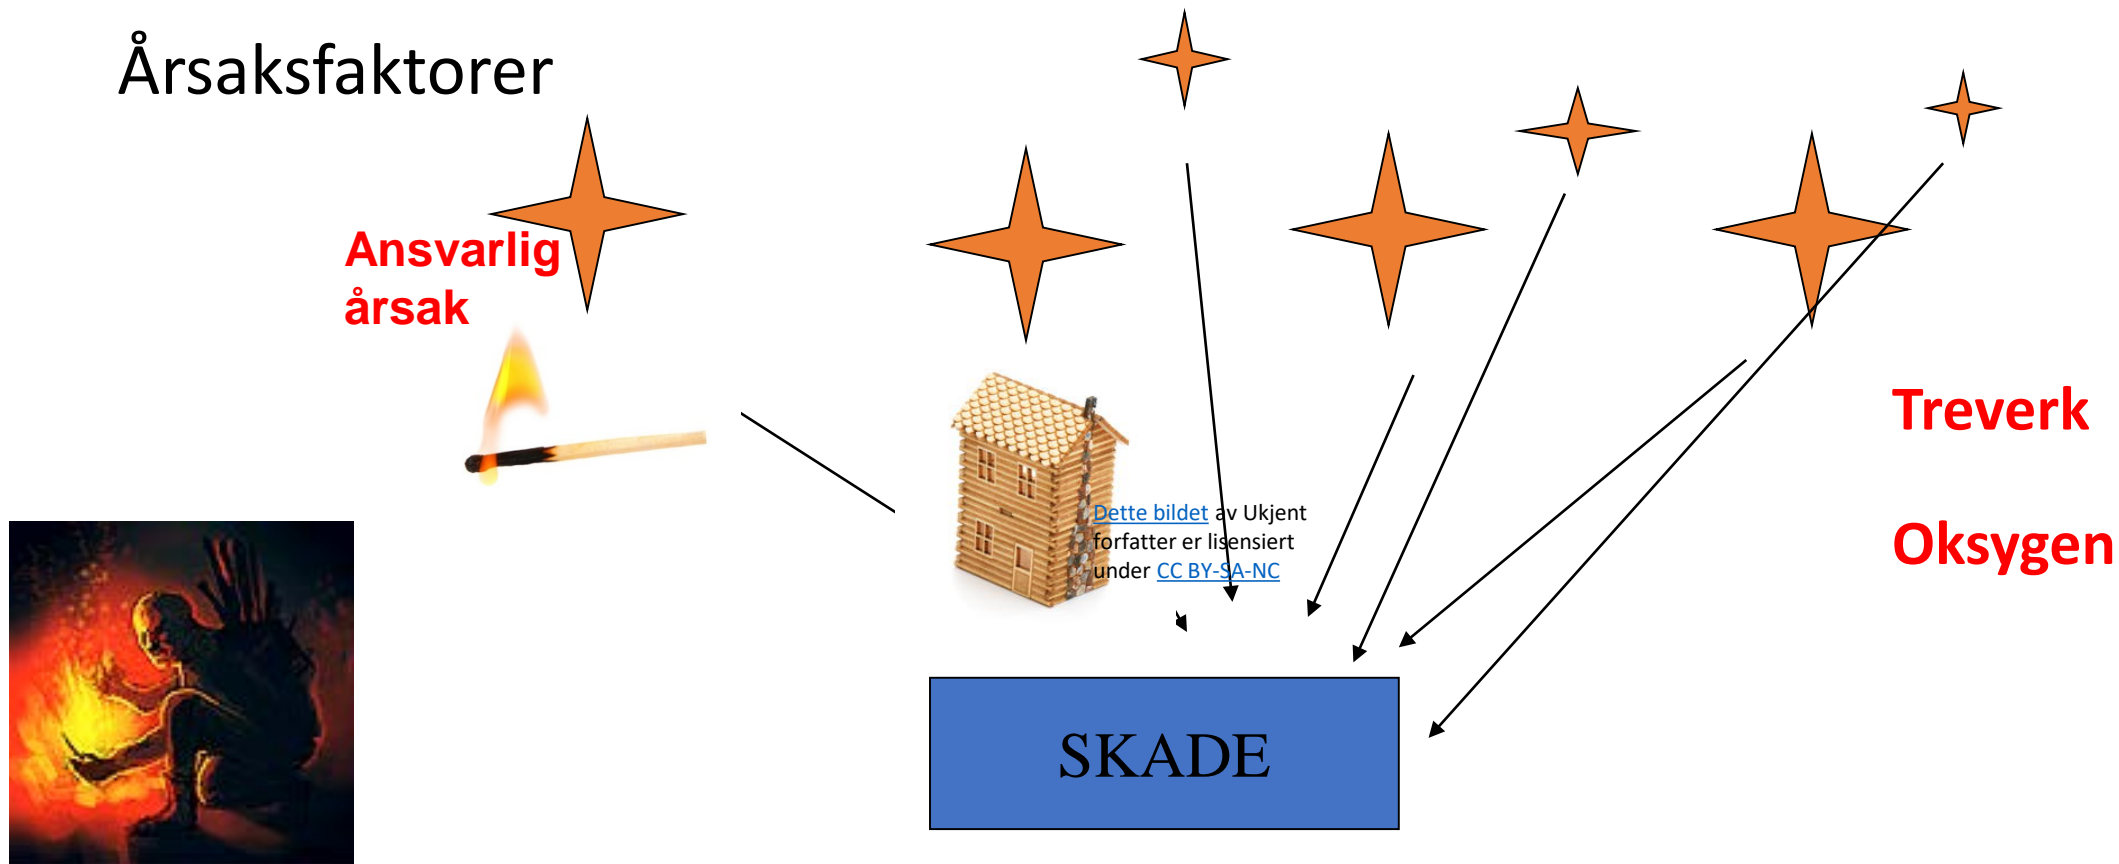 Årsaksfaktorer
Ansvarlig
årsak
Treverk
Dette bildet av Ukjent
forfatter er lisensiert
under CC BY-SA-NC
Oksygen
SKADE